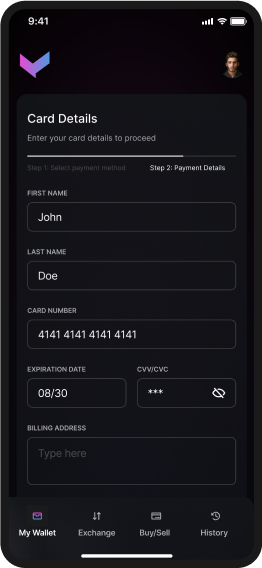 9:41
Card Details
Enter your card details to proceed
Step 1: Select payment method Step 2: Payment Details
FIRST NAME
John
LAST NAME
Doe
CARD NUMBER
4141 4141 4141 4141
EXPIRATION DATE CVV/CVC
08/30 ***
BILLING ADDRESS
Type here
My Wallet Exchange Buy/Sell History